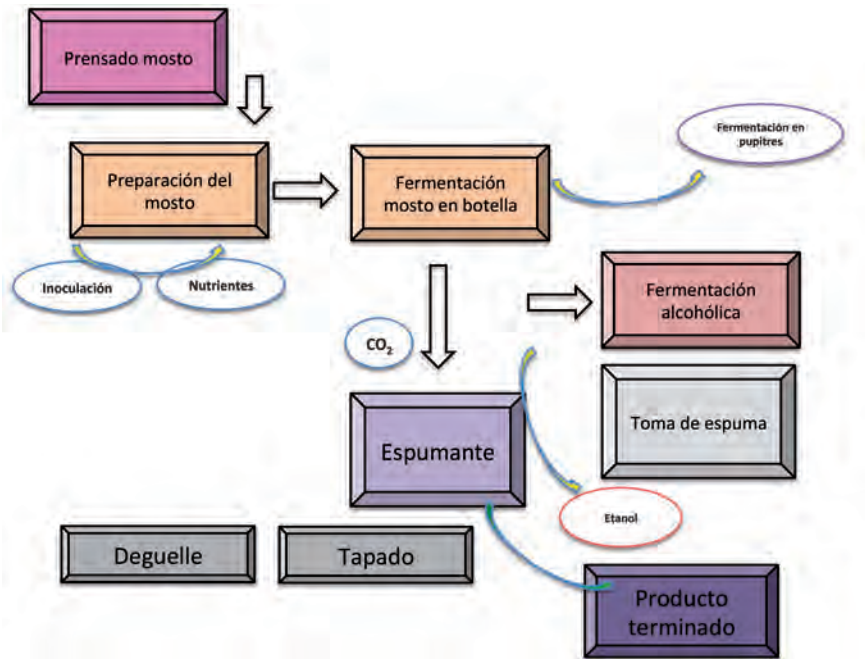 Prensado mosto
Preparación del
mosto
Inoculación
Nutrientes
Fermentación
mosto en botella
Fermentación en
pupitres
CO₂
Fermentación
alcohólica
Toma de espuma
Espumante
Etanol
Deguelle
Tapado
Producto
terminado